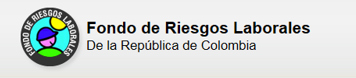 FONDO DE RIESGOS LABORALES
Fondo de Riesgos Laborales
De la República de Colombia